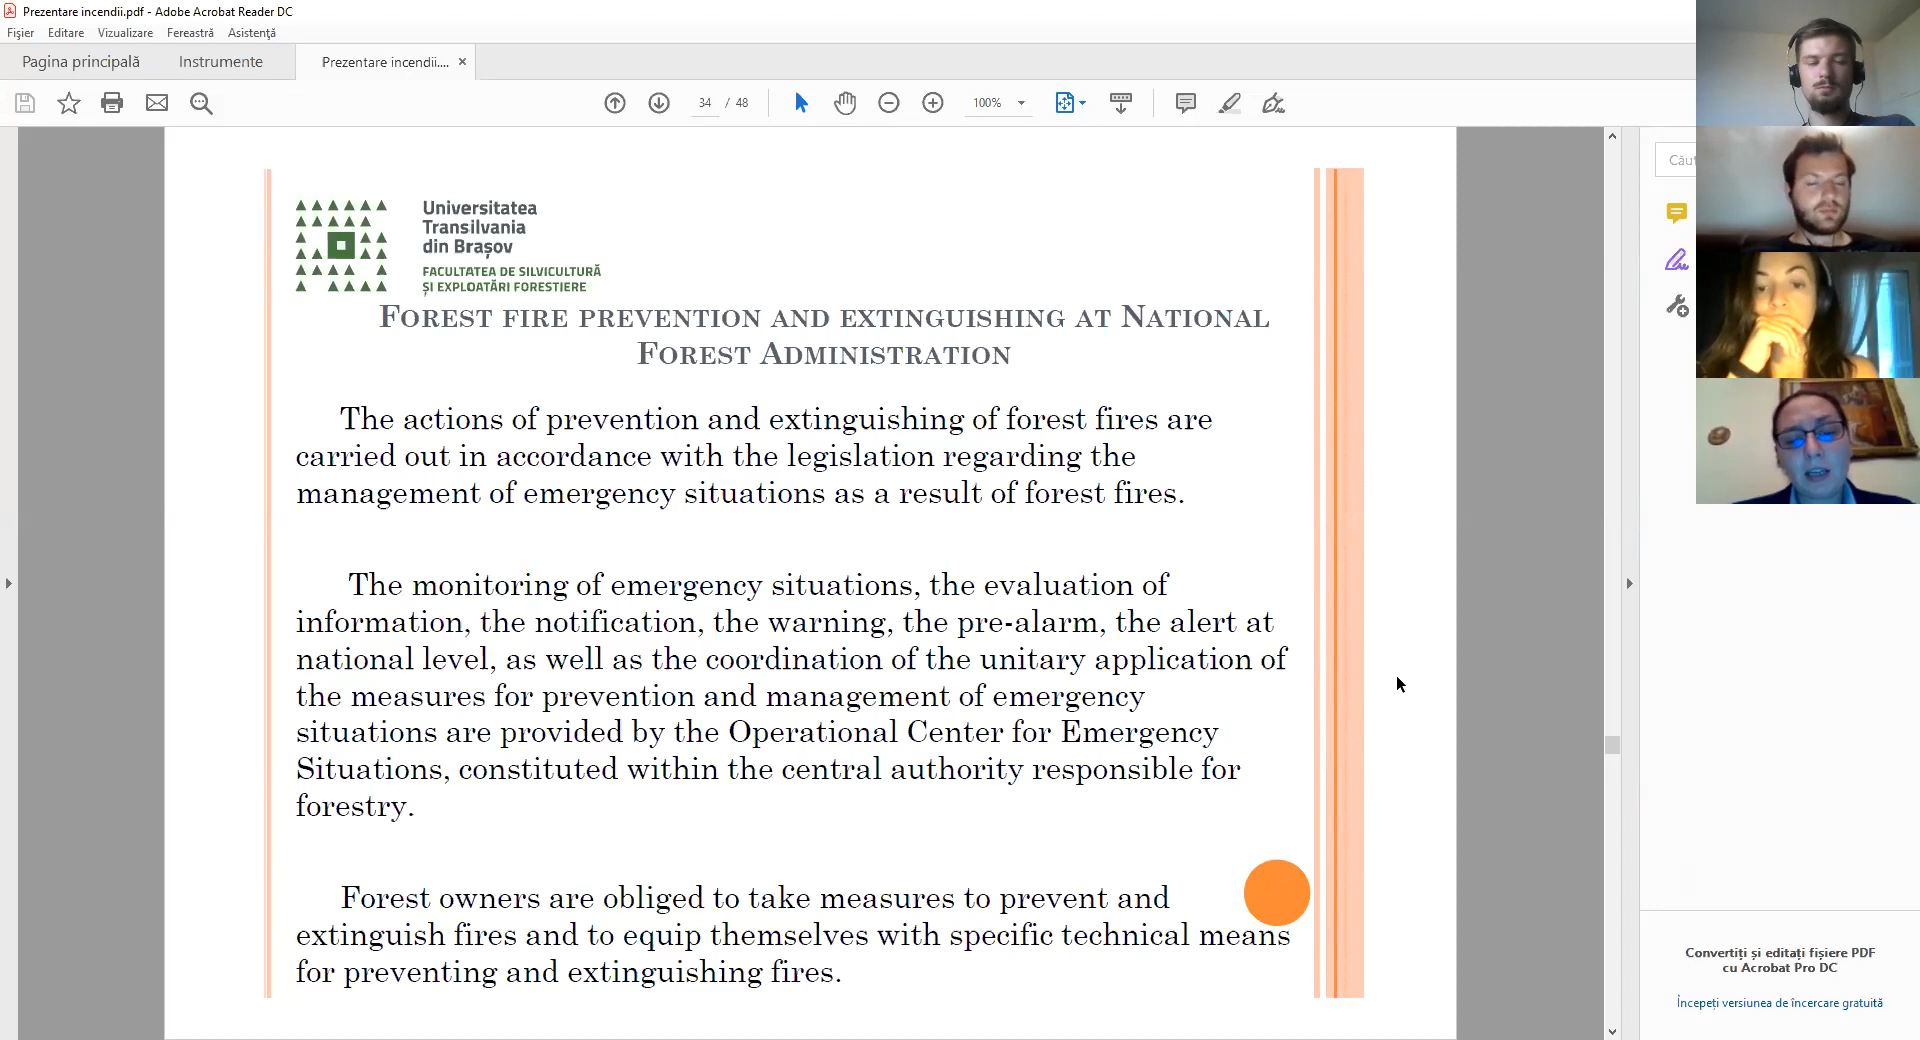 Prezentare incendii.pdf - Adobe Acrobat Reader DC
Fișier Editare Vizualizare Fereastră Asistență
Pagina principală Instrumente Prezentare incendii.... ×
34 / 48 100%
Universitatea
Transilvania
din Brașov
FACULTATEA DE SILVICULTURĂ
ȘI EXPLOATĂRI FORESTIERE
FOREST FIRE PREVENTION AND EXTINGUISHING AT NATIONAL
FOREST ADMINISTRATION
The actions of prevention and extinguishing of forest fires are
carried out in accordance with the legislation regarding the
management of emergency situations as a result of forest fires.
The monitoring of emergency situations, the evaluation of
information, the notification, the warning, the pre-alarm, the alert at
national level, as well as the coordination of the unitary application of
the measures for prevention and management of emergency
situations are provided by the Operational Center for Emergency
Situations, constituted within the central authority responsible for
forestry.
Forest owners are obliged to take measures to prevent and
extinguish fires and to equip themselves with specific technical means
for preventing and extinguishing fires.
Convertiți și editați fișiere PDF
cu Acrobat Pro DC
Începeți versiunea de încercare gratuită